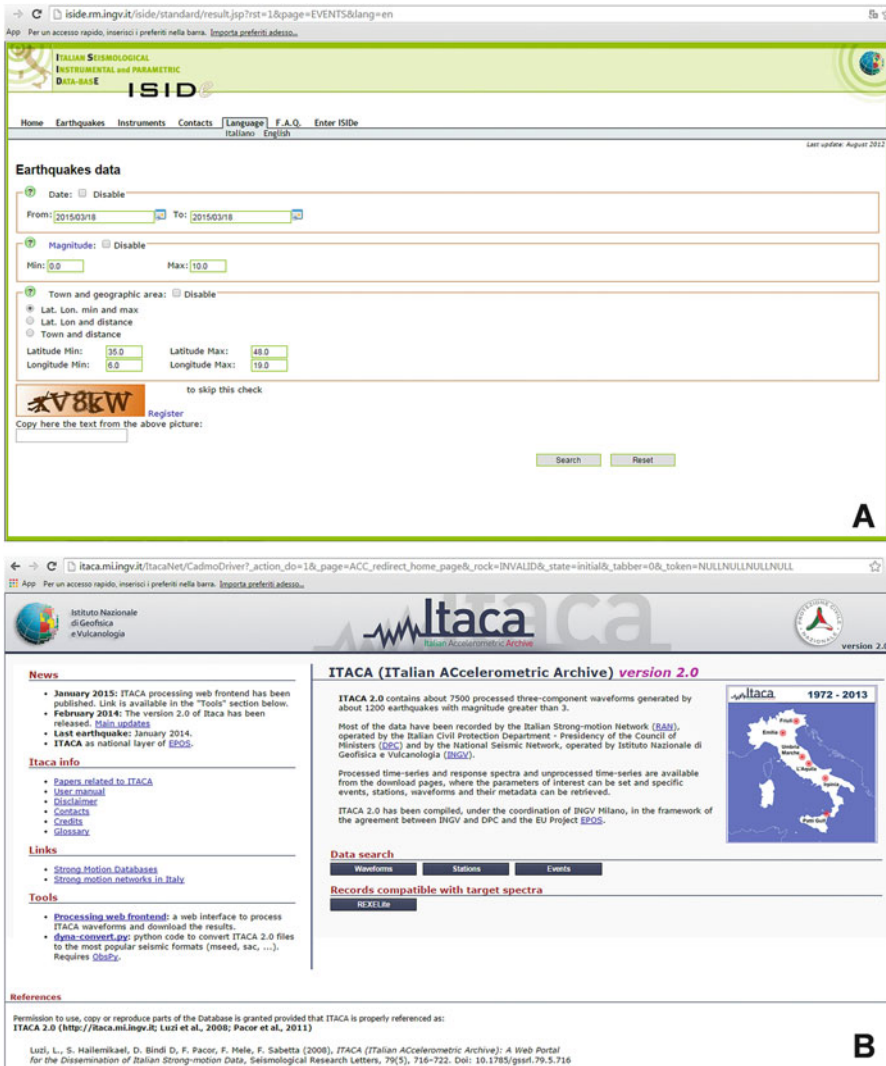 iside.rm.ingv.it/iside/standard/result.jsp?rst=1&page=EVENTS&lang=en
App Per un accesso rapido, inserisci i preferiti nella barra. Importa preferiti adesso...
ITALIAN SEISMOLOGICAL
INSTRUMENTAL and PARAMETRIC
DATA-BASE
ISIDe
Home Earthquakes Instruments Contacts Language F.A.Q. Enter ISIDe
Italiano English
Last update: August 2012
Earthquakes data
? Date: Disable
From: 2015/03/18 To: 2015/03/18
? Magnitude: Disable
Min: 0.0 Max: 10.0
? Town and geographic area: Disable
Lat. Lon. min and max
Lat. Lon and distance
Town and distance
Latitude Min: 35.0 Latitude Max: 48.0
Longitude Min: 6.0 Longitude Max: 19.0
to skip this check
Register
Copy here the text from the above picture:
Search Reset
A
itaca.mi.ingv.it/ItacaNet/CadmoDriver?_action_do=1&_page=ACC_redirect_home_page&_rock=INVALID&_state=initial&_tabber=0&_token=NULLNULLNULLNULL
App Per un accesso rapido, inserisci i preferiti nella barra. Importa preferiti adesso...
Istituto Nazionale
di Geofisica
e Vulcanologia
Itaca
Italian Accelerometric Archive
PROTEZIONE CIVILE NAZIONALE
version 2.0
News
• January 2015: ITACA processing web frontend has been
published. Link is available in the "Tools" section below.
• February 2014: The version 2.0 of Itaca has been
released. Main updates
• Last earthquake: January 2014.
• ITACA as national layer of EPOS.
Itaca info
• Papers related to ITACA
• User manual
• Disclaimer
• Contacts
• Credits
• Glossary
Links
• Strong Motion Databases
• Strong motion networks in Italy
Tools
• Processing web frontend: a web interface to process
ITACA waveforms and download the results.
• dyna-convert.py: python code to convert ITACA 2.0 files
to the most popular seismic formats (mseed, sac, ...).
Requires ObsPy.
ITACA (ITalian ACcelerometric Archive) version 2.0
ITACA 2.0 contains about 7500 processed three-component waveforms generated by
about 1200 earthquakes with magnitude greater than 3.
Most of the data have been recorded by the Italian Strong-motion Network (RAN),
operated by the Italian Civil Protection Department - Presidency of the Council of
Ministers (DPC) and by the National Seismic Network, operated by Istituto Nazionale di
Geofisica e Vulcanologia (INGV).
Processed time-series and response spectra and unprocessed time-series are available
from the download pages, where the parameters of interest can be set and specific
events, stations, waveforms and their metadata can be retrieved.
ITACA 2.0 has been compiled, under the coordination of INGV Milano, in the framework of
the agreement between INGV and DPC and the EU Project EPOS.
Itaca 1972 - 2013
Friuli
Emilia
Umbria
Marche
L'Aquila
Irpinia
Patti Gulf
Data search
Waveforms Stations Events
Records compatible with target spectra
REXELite
References
Permission to use, copy or reproduce parts of the Database is granted provided that ITACA is properly referenced as:
ITACA 2.0 (http://itaca.mi.ingv.it; Luzi et al., 2008; Pacor et al., 2011)
Luzi, L., S. Hailemikael, D. Bindi D, F. Pacor, F. Mele, F. Sabetta (2008), ITACA (ITalian ACcelerometric Archive): A Web Portal
for the Dissemination of Italian Strong-motion Data, Seismological Research Letters, 79(5), 716–722. Doi: 10.1785/gssrl.79.5.716
B